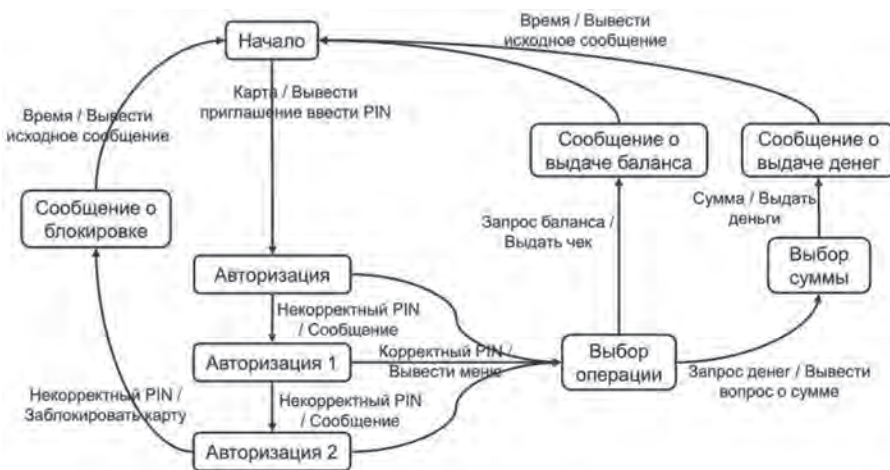 Время / Вывести
исходное сообщение
Начало
Карта / Вывести
приглашение ввести PIN
Время / Вывести
исходное сообщение
Сообщение о
выдаче баланса
Сообщение о
выдаче денег
Сообщение о
блокировке
Запрос баланса /
Выдать чек
Сумма / Выдать
деньги
Выбор
суммы
Авторизация
Некорректный PIN
/ Сообщение
Авторизация 1
Корректный PIN /
Вывести меню
Выбор
операции
Запрос денег / Вывести
вопрос о сумме
Некорректный PIN /
Заблокировать карту
Некорректный PIN
/ Сообщение
Авторизация 2